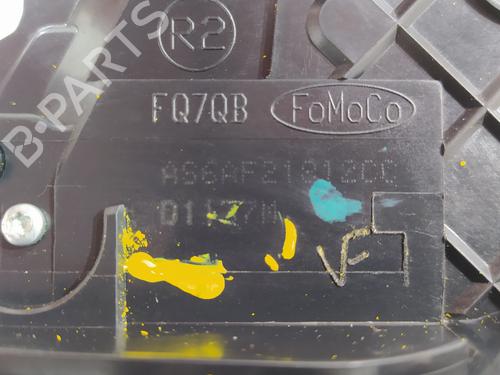 R2
B-PARTS
FQ7QB FoMoCo
AS6AF21812CC